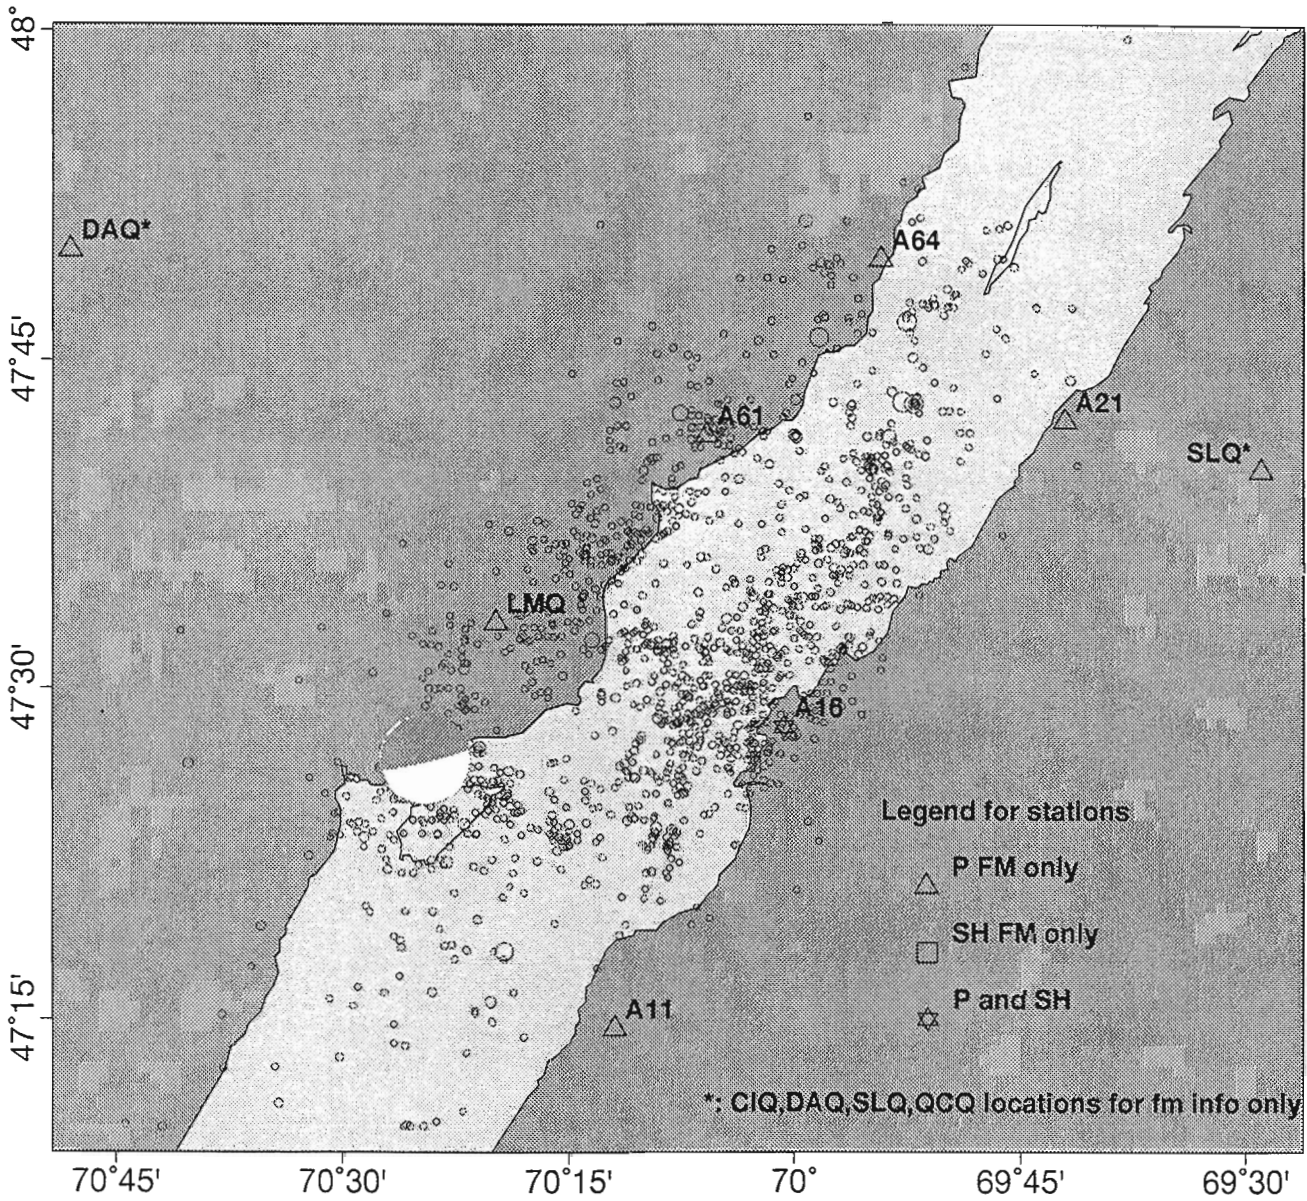 48°
DAQ*
A64
47°45'
A61
A21
SLQ*
LMQ
47°30'
A16
Legend for stations
P FM only
SH FM only
P and SH
47°15'
A11
*: CIQ,DAQ,SLQ,QCQ locations for fm info only
70°45'
70°30'
70°15'
70°
69°45'
69°30'